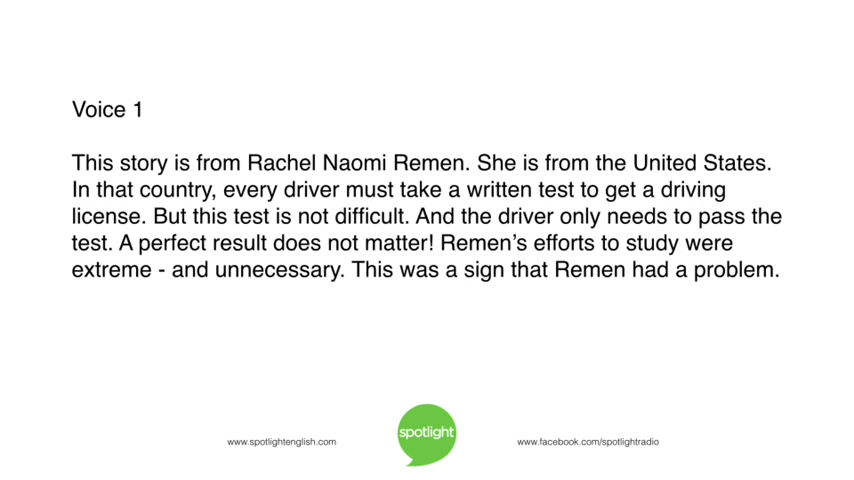 Voice 1
This story is from Rachel Naomi Remen. She is from the United States.
In that country, every driver must take a written test to get a driving
license. But this test is not difficult. And the driver only needs to pass the
test. A perfect result does not matter! Remen’s efforts to study were
extreme - and unnecessary. This was a sign that Remen had a problem.
www.spotlightenglish.com
spotlight
www.facebook.com/spotlightradio